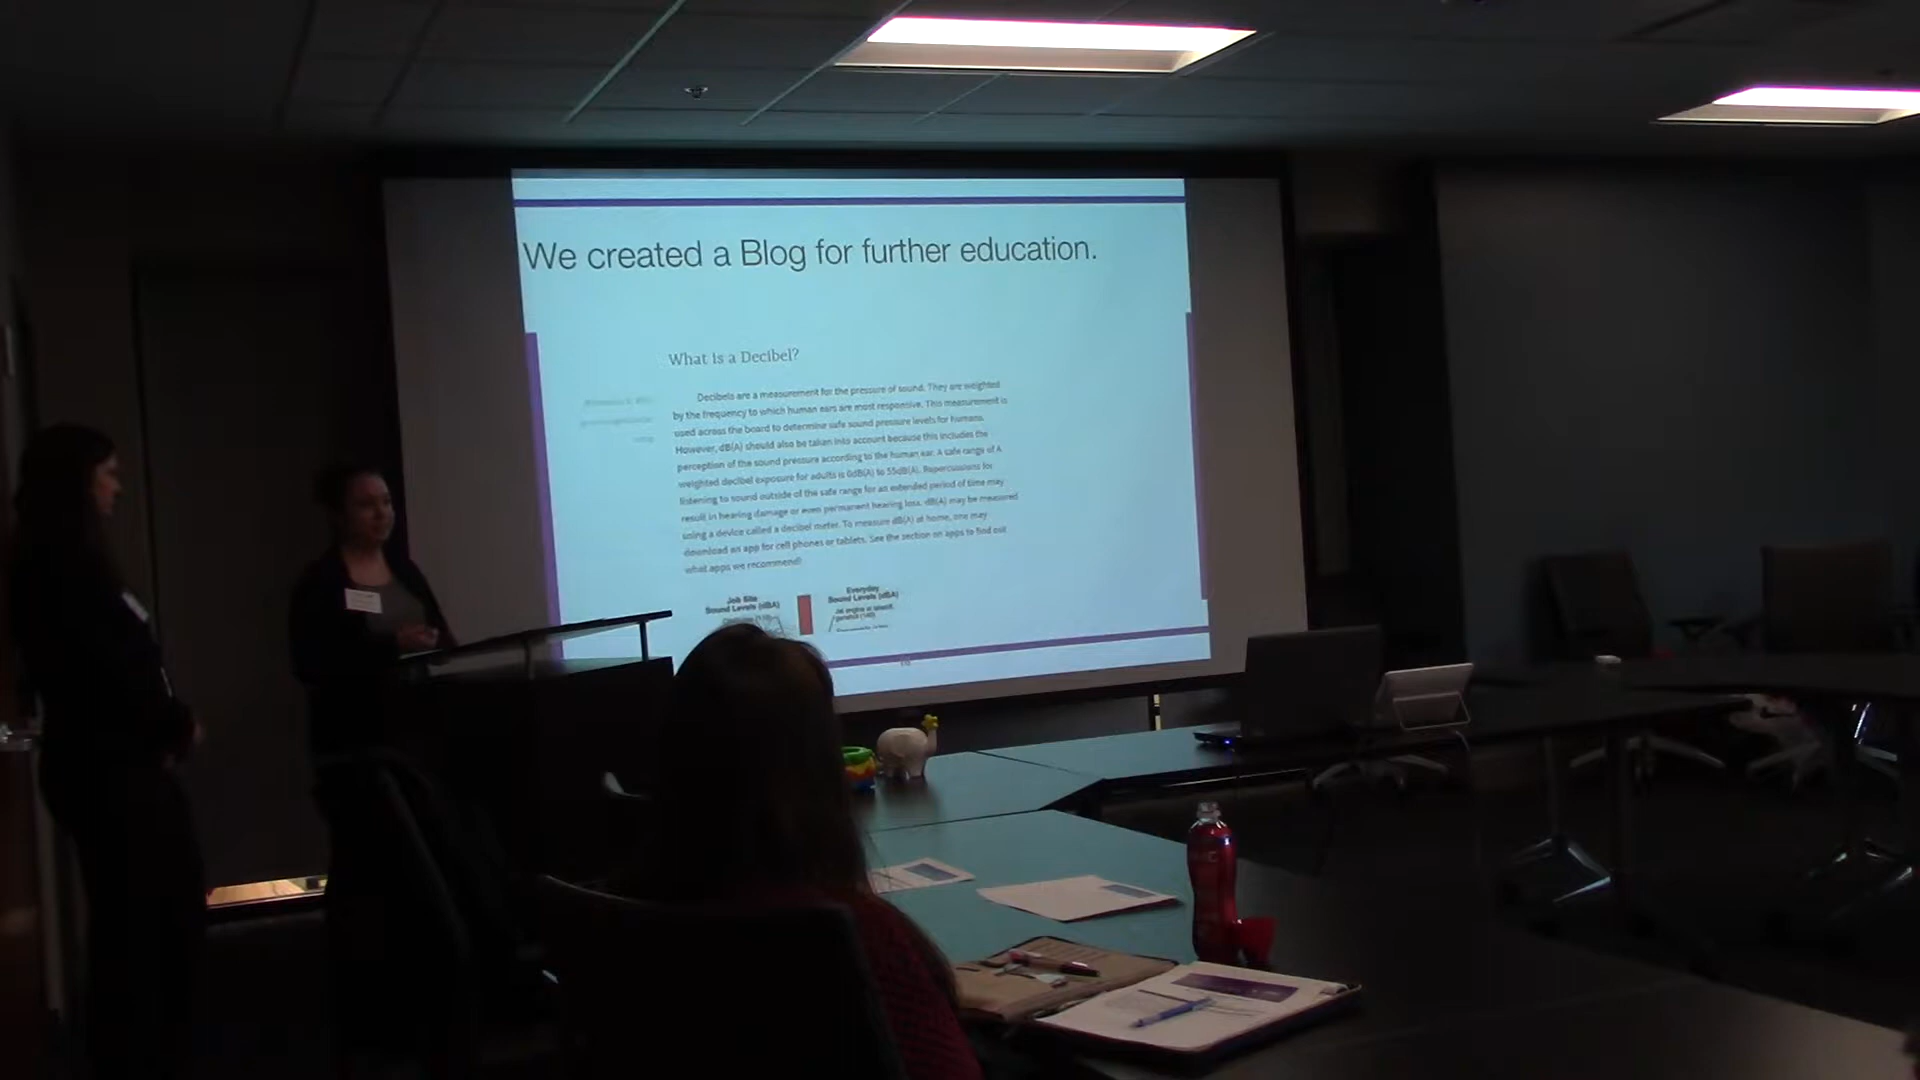 We created a Blog for further education.
What Is a Decibel?
Decibels are a measurement for the pressure of sound. They are weighted
by the frequency to which human ears are most responsive. This measurement is
used across the board to determine safe sound pressure levels for humans.
However, dB(A) should also be taken into account because this includes the
perception of the sound pressure according to the human ear. A safe range of A
weighted decibel exposure for adults is 0dB(A) to 55dB(A). Repercussions for
listening to sound outside of the safe range for an extended period of time may
result in hearing damage or even permanent hearing loss. dB(A) may be measured
using a device called a decibel meter. To measure dB(A) at home, one may
download an app for cell phones or tablets. See the section on apps to find out
what apps we recommend!
Job Site
Sound Levels (dBA)
Everyday
Sound Levels (dBA)
Jet engine at takeoff,